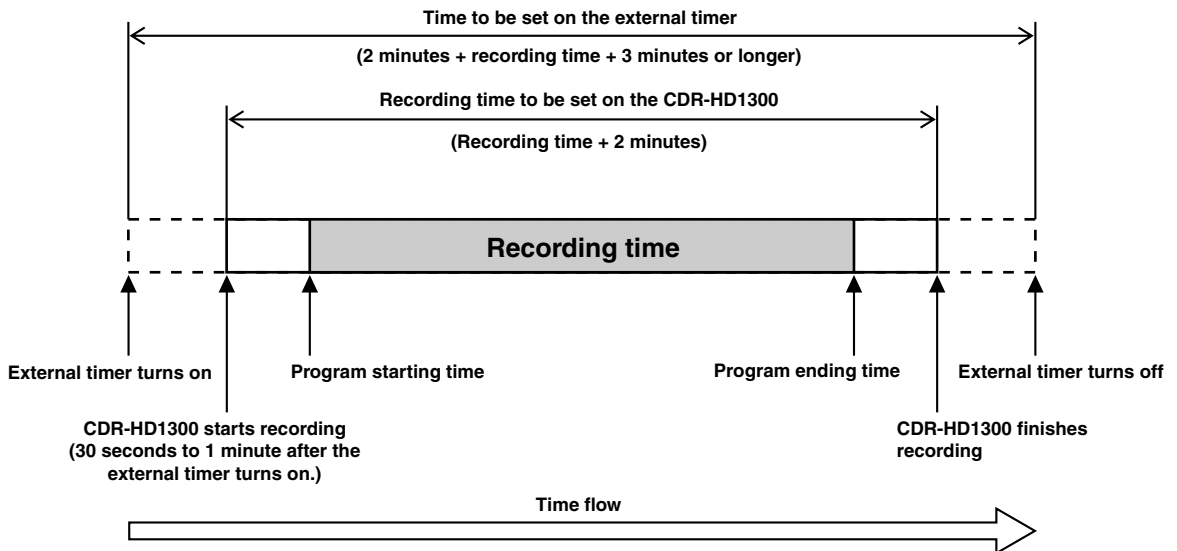 Time to be set on the external timer
(2 minutes + recording time + 3 minutes or longer)
Recording time to be set on the CDR-HD1300
(Recording time + 2 minutes)
Recording time
External timer turns on
Program starting time
Program ending time
External timer turns off
CDR-HD1300 starts recording
(30 seconds to 1 minute after the
external timer turns on.)
CDR-HD1300 finishes
recording
Time flow